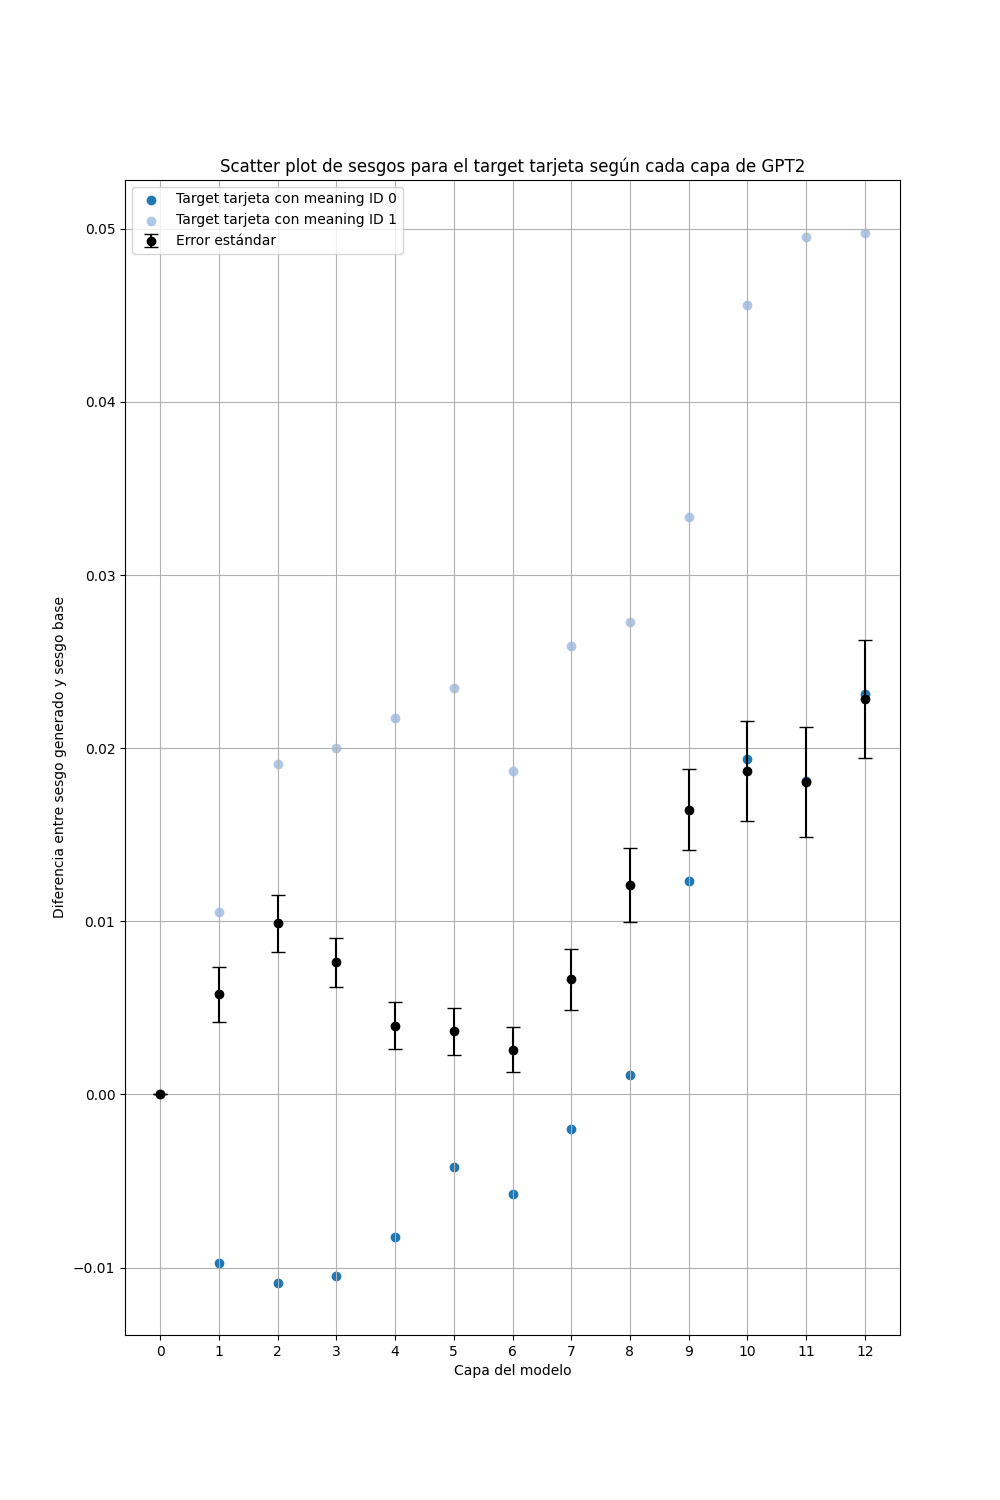 Scatter plot de sesgos para el target tarjeta según cada capa de GPT2
Target tarjeta con meaning ID 0
Target tarjeta con meaning ID 1
Error estándar
0.05
0.04
0.03
0.02
0.01
0.00
−0.01
Diferencia entre sesgo generado y sesgo base
0 1 2 3 4 5 6 7 8 9 10 11 12
Capa del modelo